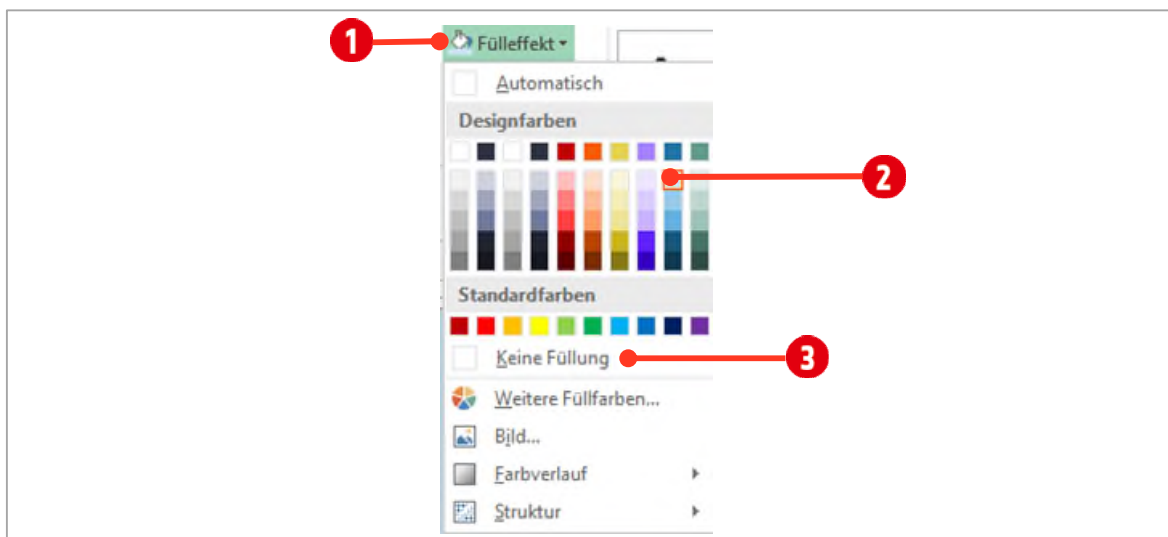 1 Fülleffekt
Automatisch
Designfarben
2
Standardfarben
Keine Füllung 3
Weitere Füllfarben...
Bild...
Farbverlauf
Struktur